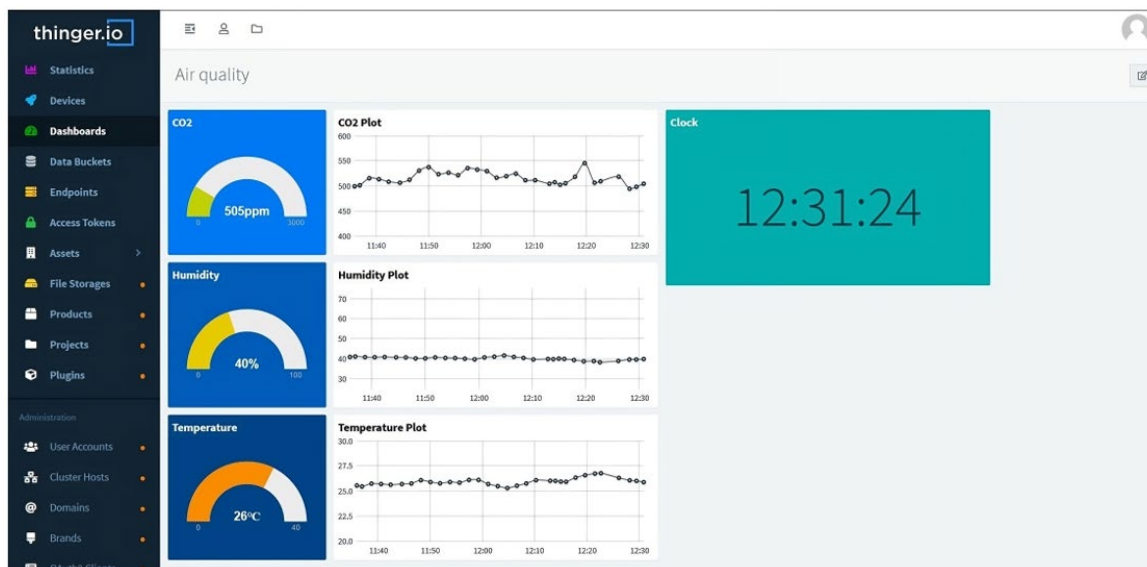 thinger.io
Statistics
Devices
Dashboards
Data Buckets
Endpoints
Access Tokens
Assets
File Storages
Products
Projects
Plugins
Administration
User Accounts
Cluster Hosts
Domains
Brands
Air quality
CO2
505ppm
0 3000
CO2 Plot
600
550
500
450
400
11:40 11:50 12:00 12:10 12:20 12:30
Clock
12:31:24
Humidity
40%
0 100
Humidity Plot
70
60
50
40
30
11:40 11:50 12:00 12:10 12:20 12:30
Temperature
26ºC
0 40
Temperature Plot
30.0
27.5
25.0
22.5
20.0
11:40 11:50 12:00 12:10 12:20 12:30